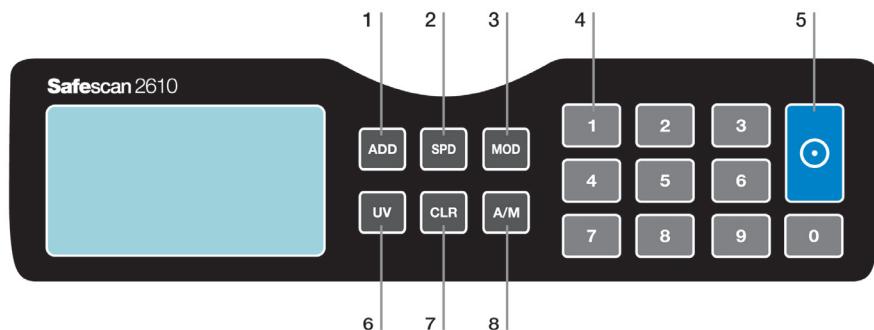 1 2 3 4 5
Safescan 2610
ADD SPD MOD 1 2 3
4 5 6
UV CLR A/M
7 8 9 0
6 7 8